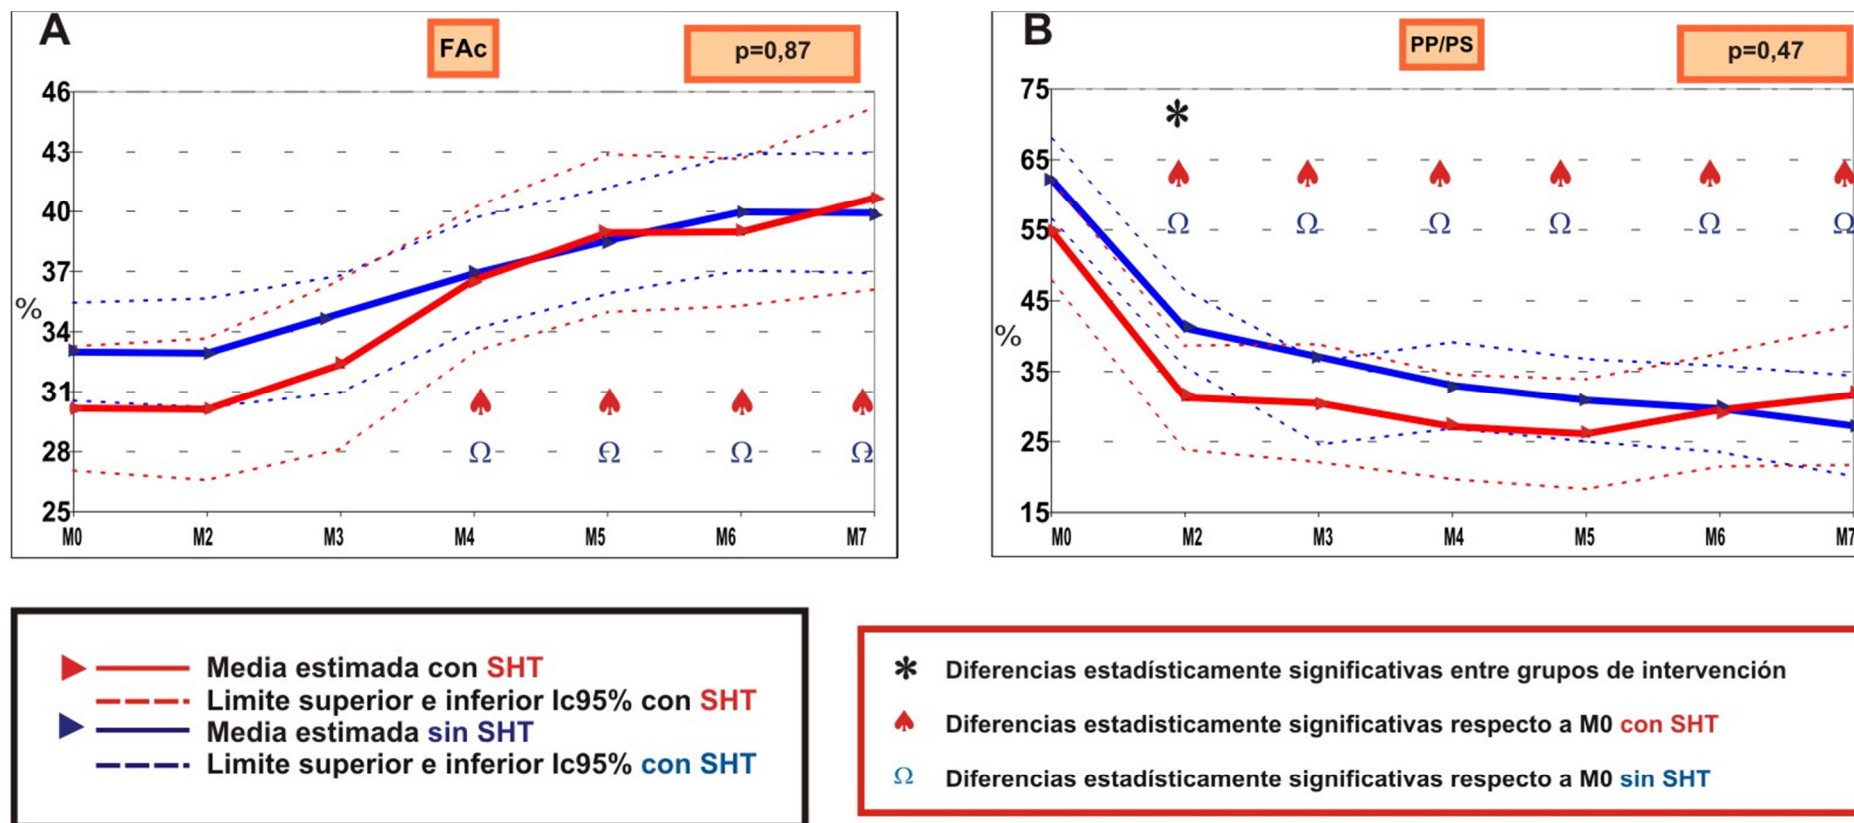 A
FAc
p=0,87
46
43
40
37
%
34
31
28
25
M0 M2 M3 M4 M5 M6 M7
Ω Ω Ω Ω
B
PP/PS
p=0,47
75
65
55
45
%
35
25
15
M0 M2 M3 M4 M5 M6 M7
*
Ω Ω Ω Ω Ω Ω
Media estimada con SHT
Limite superior e inferior Ic95% con SHT
Media estimada sin SHT
Limite superior e inferior Ic95% con SHT
* Diferencias estadísticamente significativas entre grupos de intervención
♠ Diferencias estadísticamente significativas respecto a M0 con SHT
Ω Diferencias estadísticamente significativas respecto a M0 sin SHT